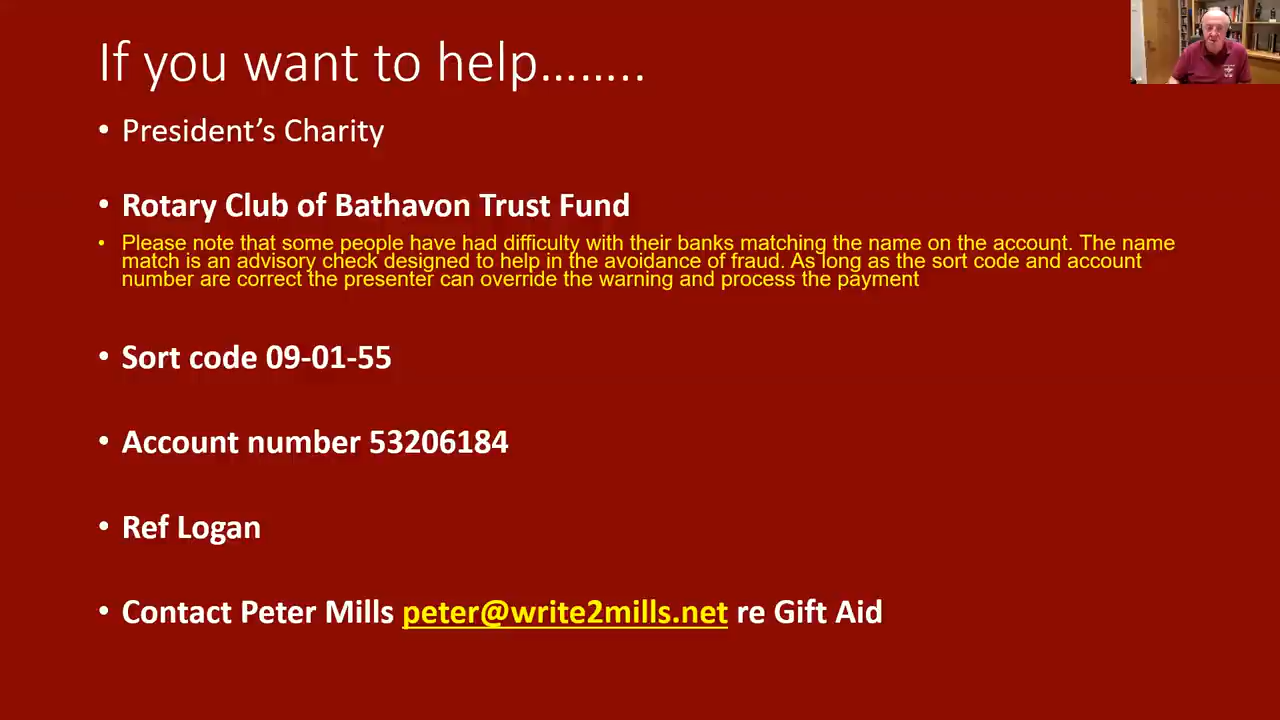 If you want to help……..
• President’s Charity
• Rotary Club of Bathavon Trust Fund
• Please note that some people have had difficulty with their banks matching the name on the account. The name
match is an advisory check designed to help in the avoidance of fraud. As long as the sort code and account
number are correct the presenter can override the warning and process the payment
• Sort code 09-01-55
• Account number 53206184
• Ref Logan
• Contact Peter Mills peter@write2mills.net re Gift Aid